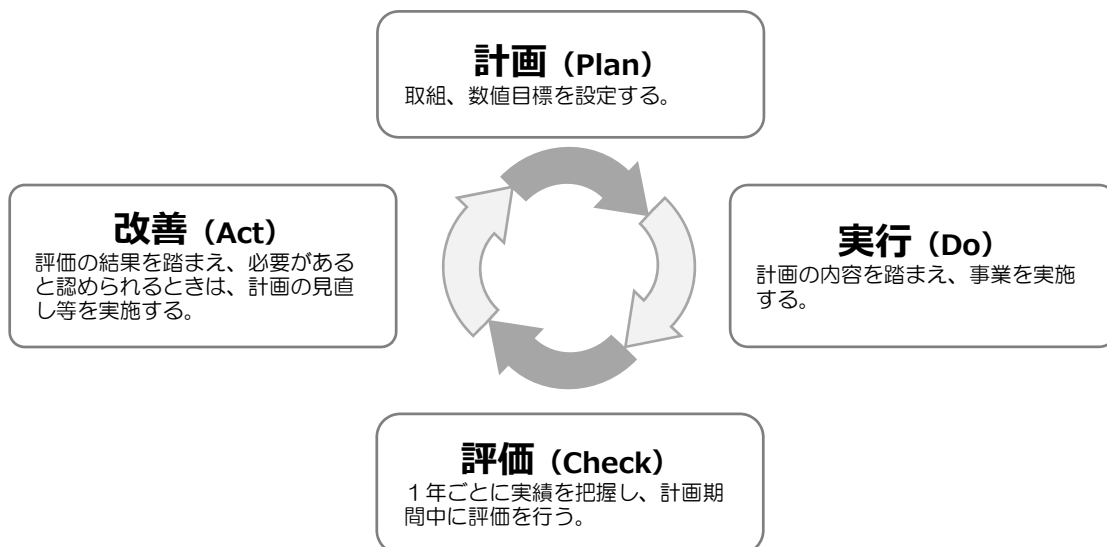 計画（Plan）
取組、数値目標を設定する。
改善（Act）
評価の結果を踏まえ、必要がある
と認められるときは、計画の見直
し等を実施する。
実行（Do）
計画の内容を踏まえ、事業を実施
する。
評価（Check）
１年ごとに実績を把握し、計画期
間中に評価を行う。